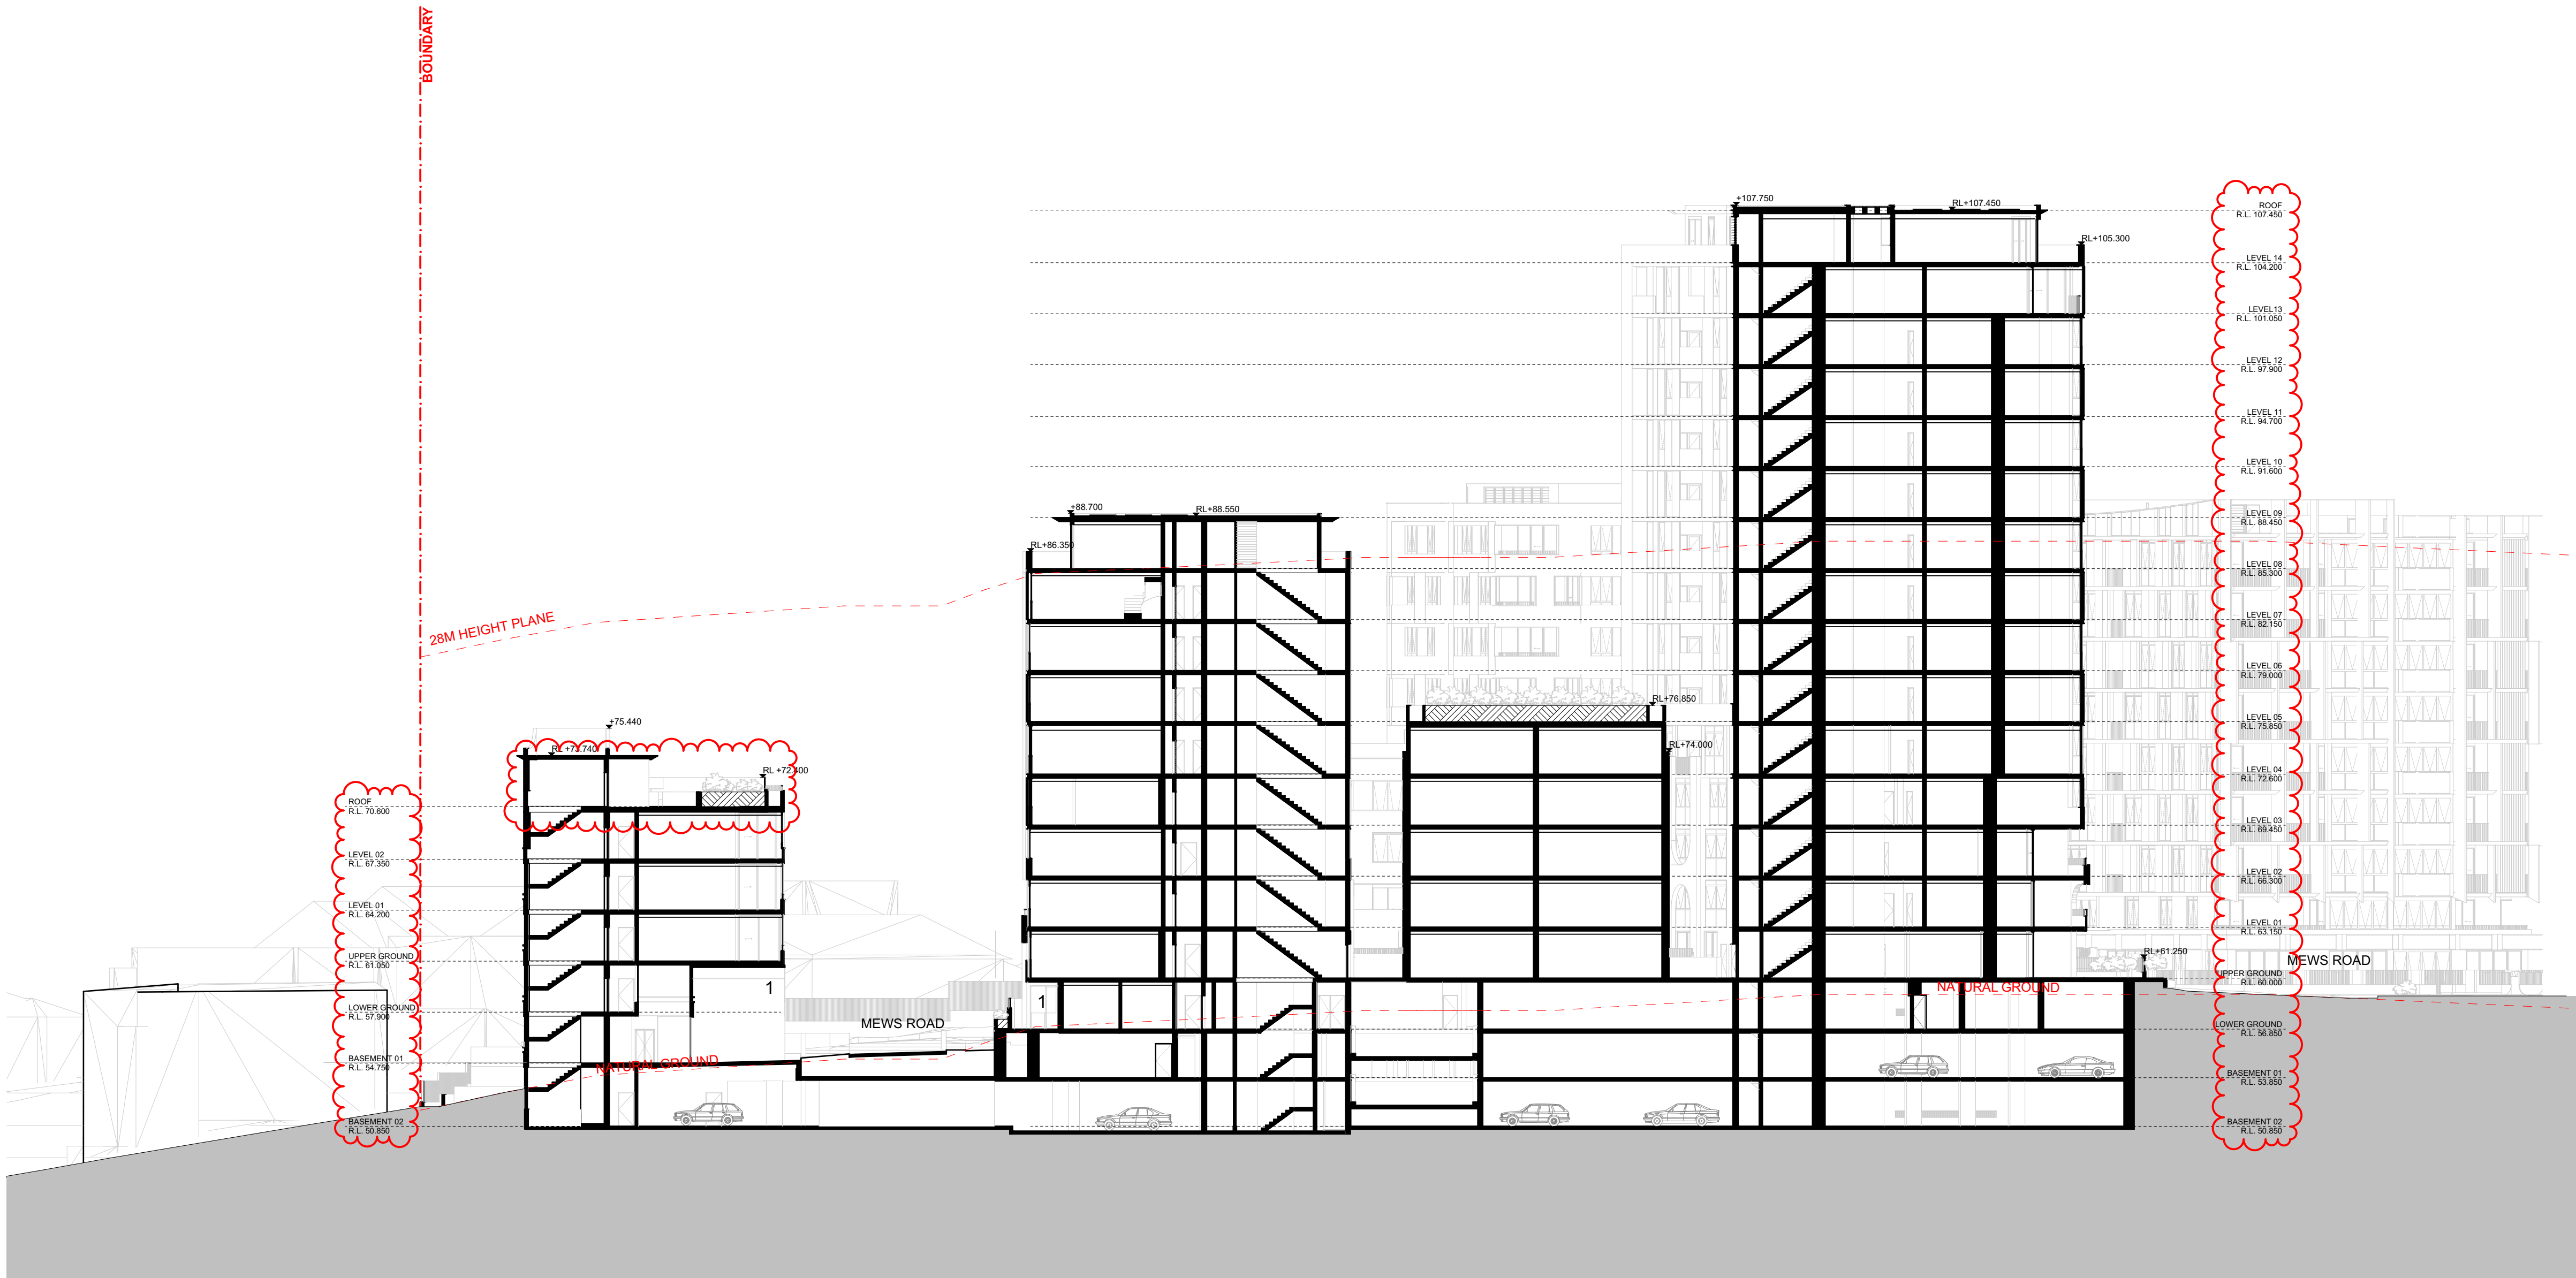 BOUNDARY
+107.750
RL+107.450
RL+105.300
ROOF
R.L. 107.450
LEVEL 14
R.L. 104.200
LEVEL13
R.L. 101.050
LEVEL 12
R.L. 97.900
LEVEL 11
R.L. 94.700
LEVEL 10
R.L. 91.600
LEVEL 09
R.L. 88.450
LEVEL 08
R.L. 85.300
LEVEL 07
R.L. 82.150
LEVEL 06
R.L. 79.000
LEVEL 05
R.L. 75.850
LEVEL 04
R.L. 72.600
LEVEL 03
R.L. 69.450
LEVEL 02
R.L. 66.300
LEVEL 01
R.L. 63.150
UPPER GROUND
R.L. 60.000
LOWER GROUND
R.L. 56.850
BASEMENT 01
R.L. 53.850
BASEMENT 02
R.L. 50.850
+88.700
RL+88.550
RL+86.350
28M HEIGHT PLANE
RL+76.850
RL+74.000
+75.440
RL +73.740
RL +72.400
ROOF
R.L. 70.600
LEVEL 02
R.L. 67.350
LEVEL 01
R.L. 64.200
UPPER GROUND
R.L. 61.050
LOWER GROUND
R.L. 57.900
BASEMENT 01
R.L. 54.750
BASEMENT 02
R.L. 50.850
RL+61.250
MEWS ROAD
NATURAL GROUND
1
1
MEWS ROAD
NATURAL GROUND